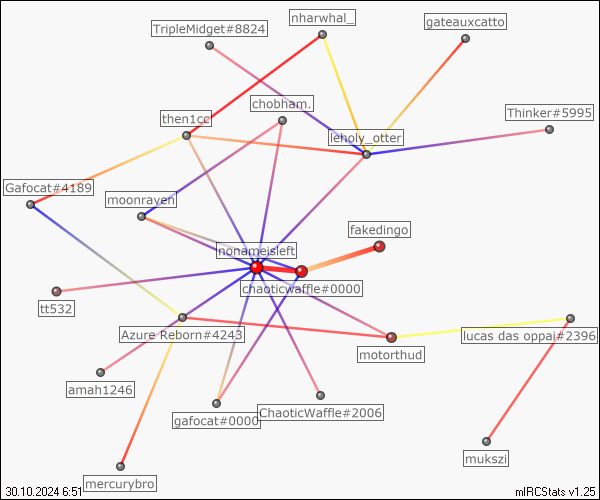 nharwhal_
TripleMidget#8824
gateauxcatto
chobham.
then1cc
Thinker#5995
leholy_otter
Gafocat#4189
moonraven
fakedingo
nonameisleft
chaoticwaffle#0000
tt532
Azure Reborn#4243
lucas das oppai#2396
motorthud
amah1246
gafocat#0000
ChaoticWaffle#2006
mukszi
mercurybro
30.10.2024 6:51
mIRCStats v1.25